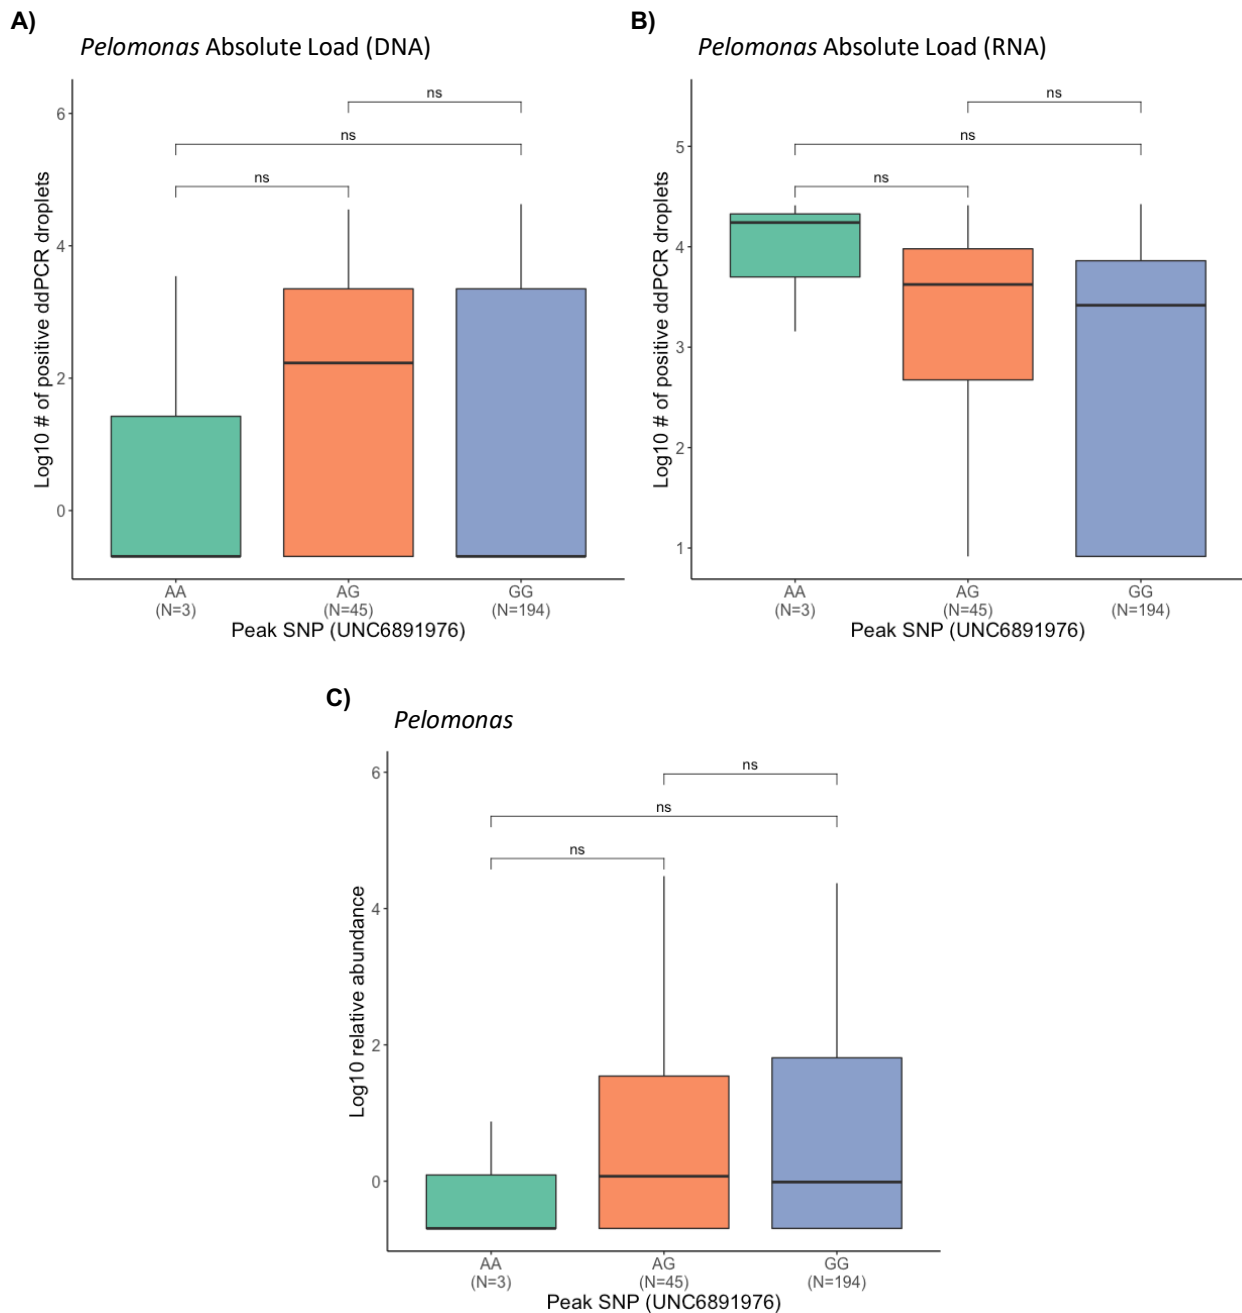 A)
Pelomonas Absolute Load (DNA)
Log10 # of positive ddPCR droplets
6
4
2
0
ns
ns
ns
AA
(N=3)
AG
(N=45)
GG
(N=194)
Peak SNP (UNC6891976)
B)
Pelomonas Absolute Load (RNA)
Log10 # of positive ddPCR droplets
5
4
3
2
1
ns
ns
ns
AA
(N=3)
AG
(N=45)
GG
(N=194)
Peak SNP (UNC6891976)
C)
Pelomonas
Log10 relative abundance
6
4
2
0
ns
ns
ns
AA
(N=3)
AG
(N=45)
GG
(N=194)
Peak SNP (UNC6891976)